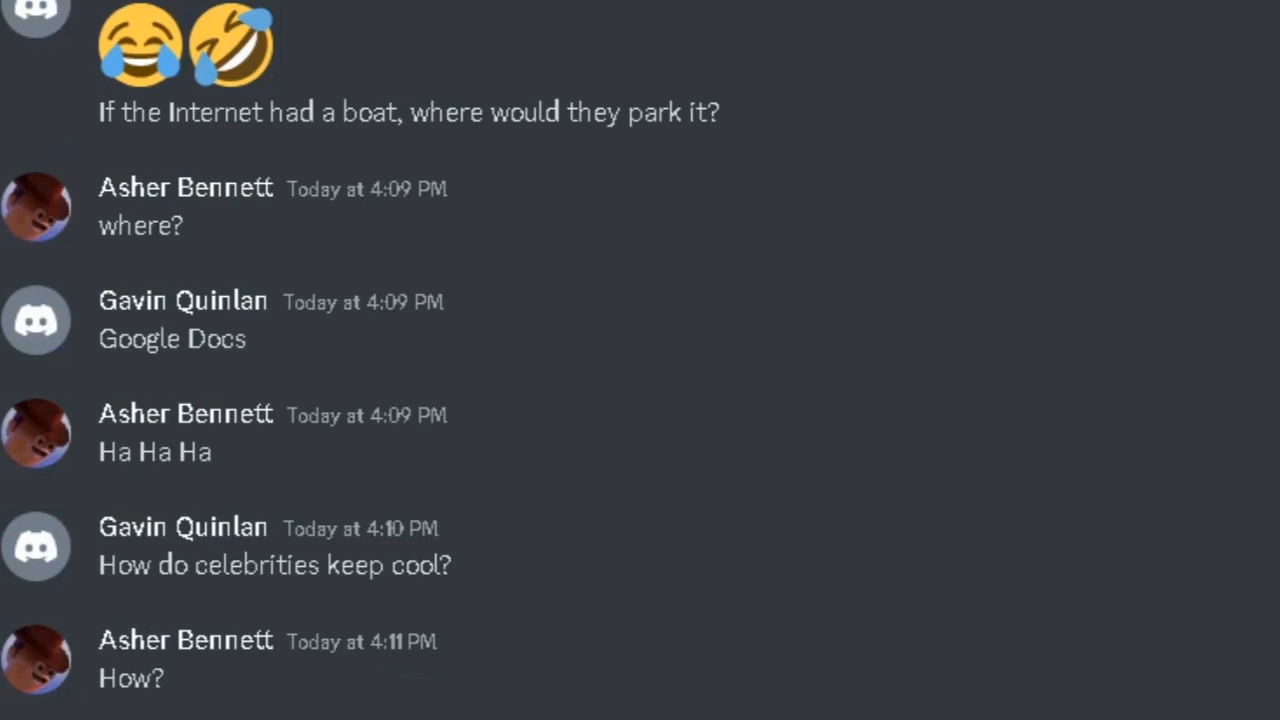 😂🤣
If the Internet had a boat, where would they park it?
Asher Bennett Today at 4:09 PM
where?
Gavin Quinlan Today at 4:09 PM
Google Docs
Asher Bennett Today at 4:09 PM
Ha Ha Ha
Gavin Quinlan Today at 4:10 PM
How do celebrities keep cool?
Asher Bennett Today at 4:11 PM
How?